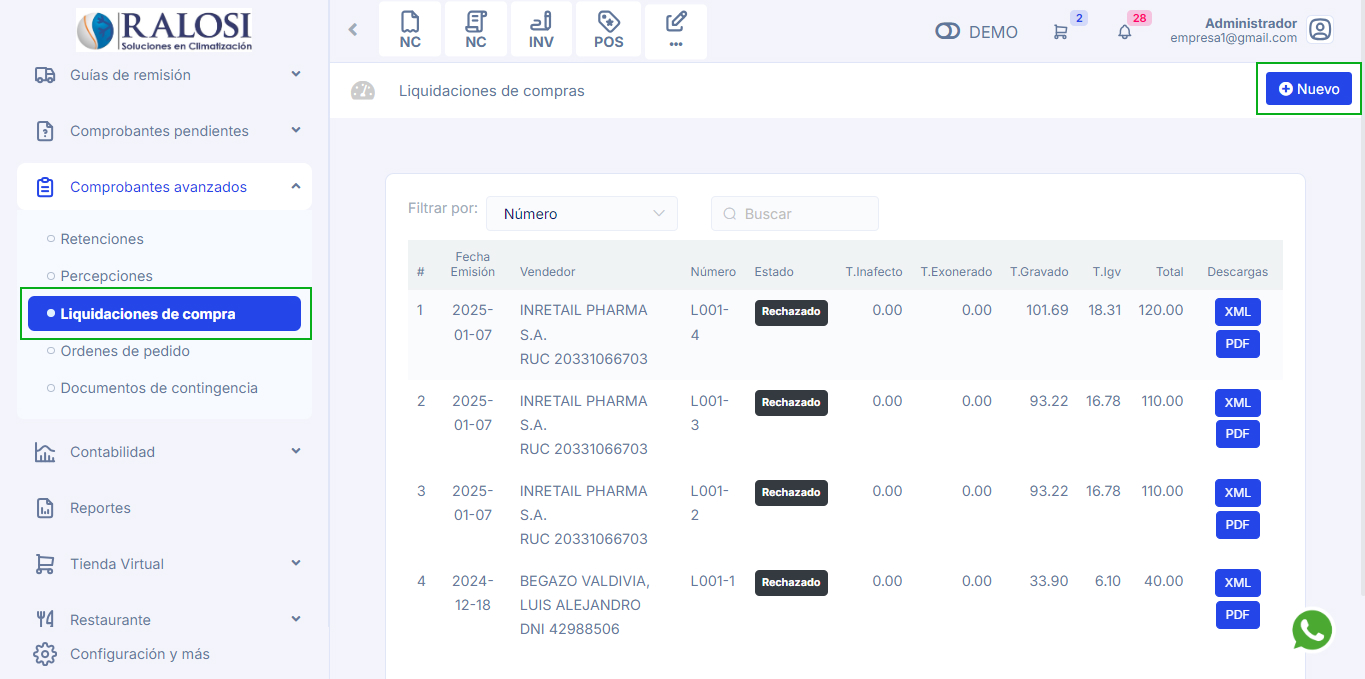 RALOSI
Soluciones en Climatización
Guías de remisión
Comprobantes pendientes
Comprobantes avanzados
Retenciones
Percepciones
Liquidaciones de compra
Ordenes de pedido
Documentos de contingencia
Contabilidad
Reportes
Tienda Virtual
Restaurante
Configuración y más
NC
NC
INV
POS
...
DEMO
2
28
Administrador
empresa1@gmail.com
Liquidaciones de compras
Nuevo
Filtrar por:
Número
Buscar
# Fecha Emisión Vendedor Número Estado T.Inafecto T.Exonerado T.Gravado T.Igv Total Descargas
1 2025- INRETAIL PHARMA L001- Rechazado 0.00 0.00 101.69 18.31 120.00 XML
01-07 S.A. 4 PDF
RUC 20331066703
2 2025- INRETAIL PHARMA L001- Rechazado 0.00 0.00 93.22 16.78 110.00 XML
01-07 S.A. 3 PDF
RUC 20331066703
3 2025- INRETAIL PHARMA L001- Rechazado 0.00 0.00 93.22 16.78 110.00 XML
01-07 S.A. 2 PDF
RUC 20331066703
4 2024- BEGAZO VALDIVIA, L001-1 Rechazado 0.00 0.00 33.90 6.10 40.00 XML
12-18 LUIS ALEJANDRO PDF
DNI 42988506